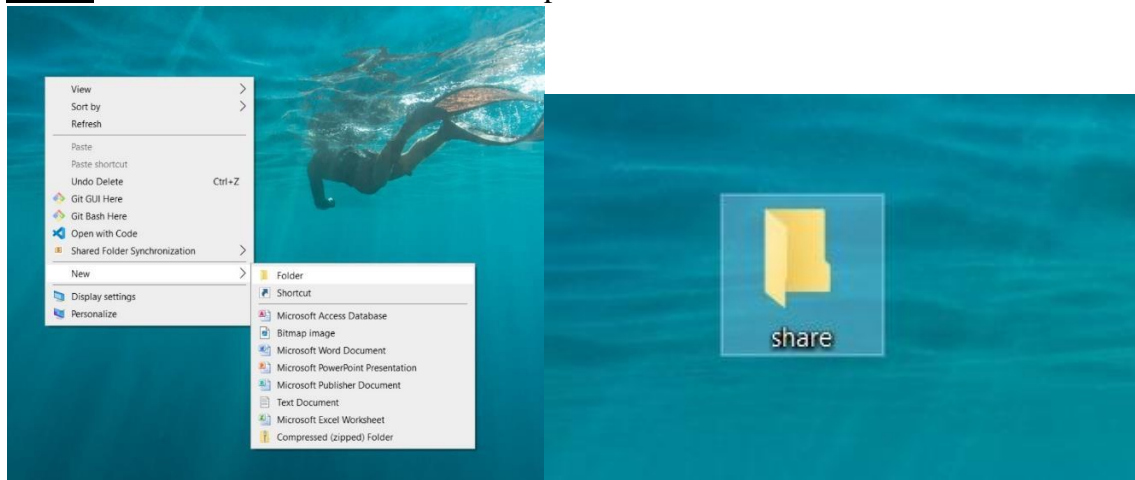 View
Sort by
Refresh
Paste
Paste shortcut
Undo Delete Ctrl+Z
Git GUI Here
Git Bash Here
Open with Code
Shared Folder Synchronization
New
Display settings
Personalize
Folder
Shortcut
Microsoft Access Database
Bitmap image
Microsoft Word Document
Microsoft PowerPoint Presentation
Microsoft Publisher Document
Text Document
Microsoft Excel Worksheet
Compressed (zipped) Folder
share